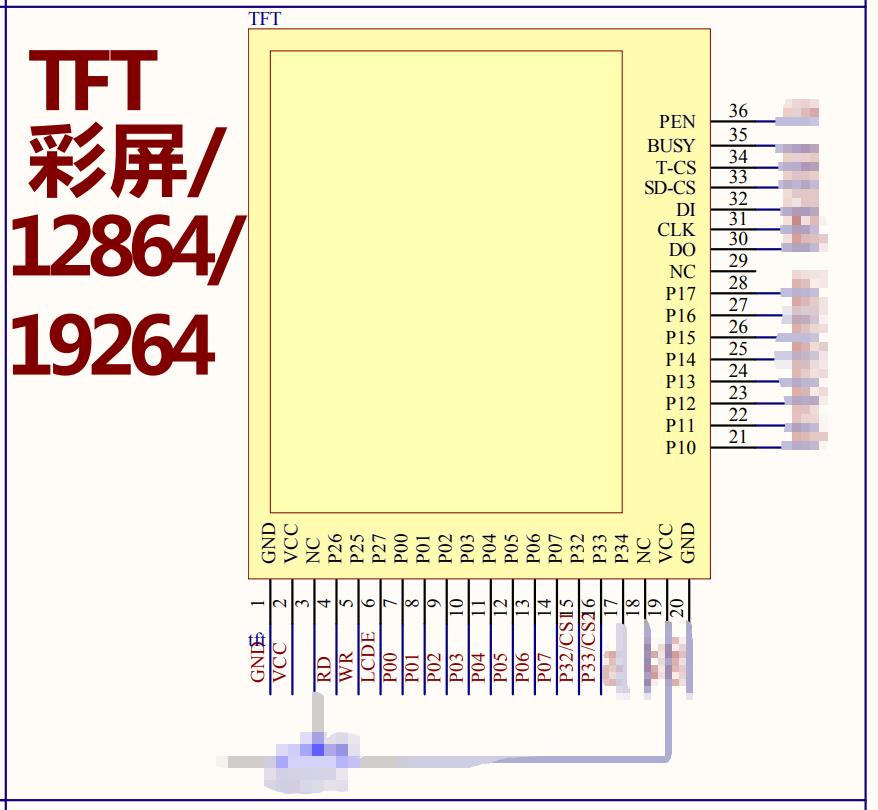 TFT
TFT
彩屏/
12864/
19264
PEN 36
BUSY 35
T-CS 34
SD-CS 33
DI 32
CLK 31
DO 30
NC 29
P17 28
P16 27
P15 26
P14 25
P13 24
P12 23
P11 22
P10 21
GND VCC NC P26 P25 P27 P00 P01 P02 P03 P04 P05 P06 P07 P32 P33 P34 NC VCC GND
1 2 3 4 5 6 7 8 9 10 11 12 13 14 15 16 17 18 19 20
tft
GND VCC RD WR LCDE P00 P01 P02 P03 P04 P05 P06 P07 P32/CS1 P33/CS2